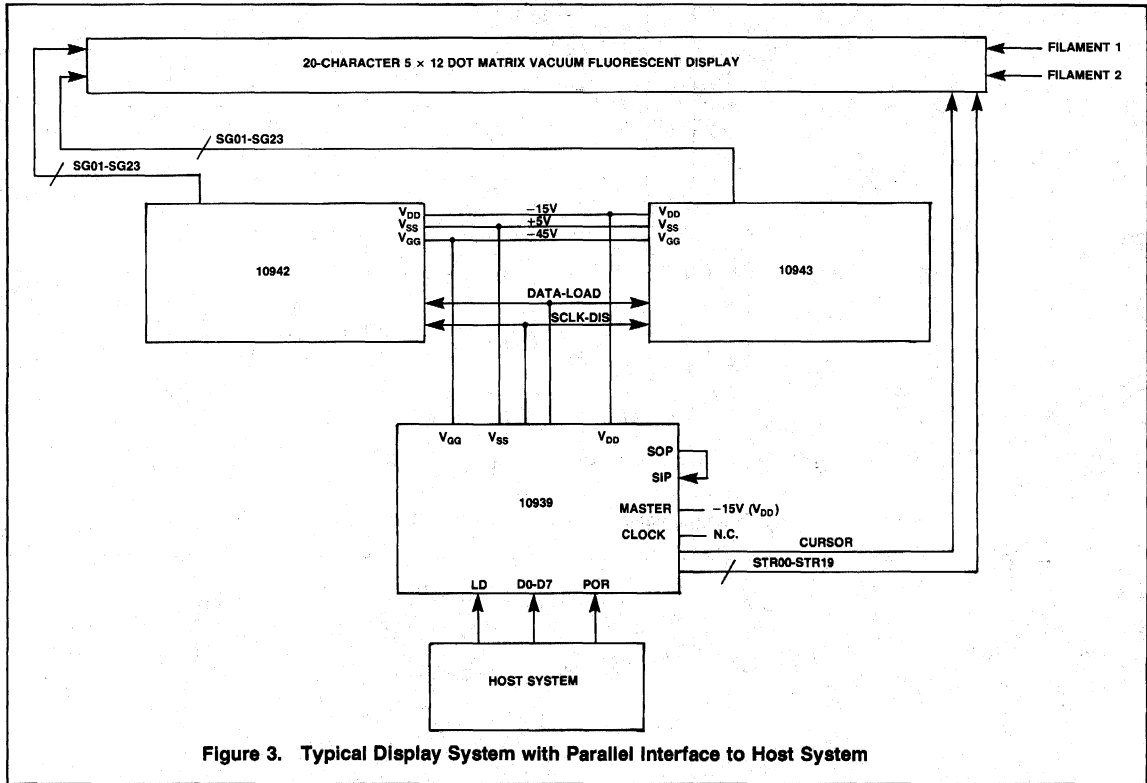 FILAMENT 1
20-CHARACTER 5 × 12 DOT MATRIX VACUUM FLUORESCENT DISPLAY
FILAMENT 2
SG01-SG23
SG01-SG23
VDD
−15V
VDD
VSS
+5V
VSS
VGG
−45V
VGG
10942
10943
DATA-LOAD
SCLK-DIS
VGG
VSS
VDD
SOP
SIP
10939
MASTER
−15V (VDD)
CLOCK
N.C.
CURSOR
STR00-STR19
LD
D0-D7
POR
HOST SYSTEM
Figure 3. Typical Display System with Parallel Interface to Host System